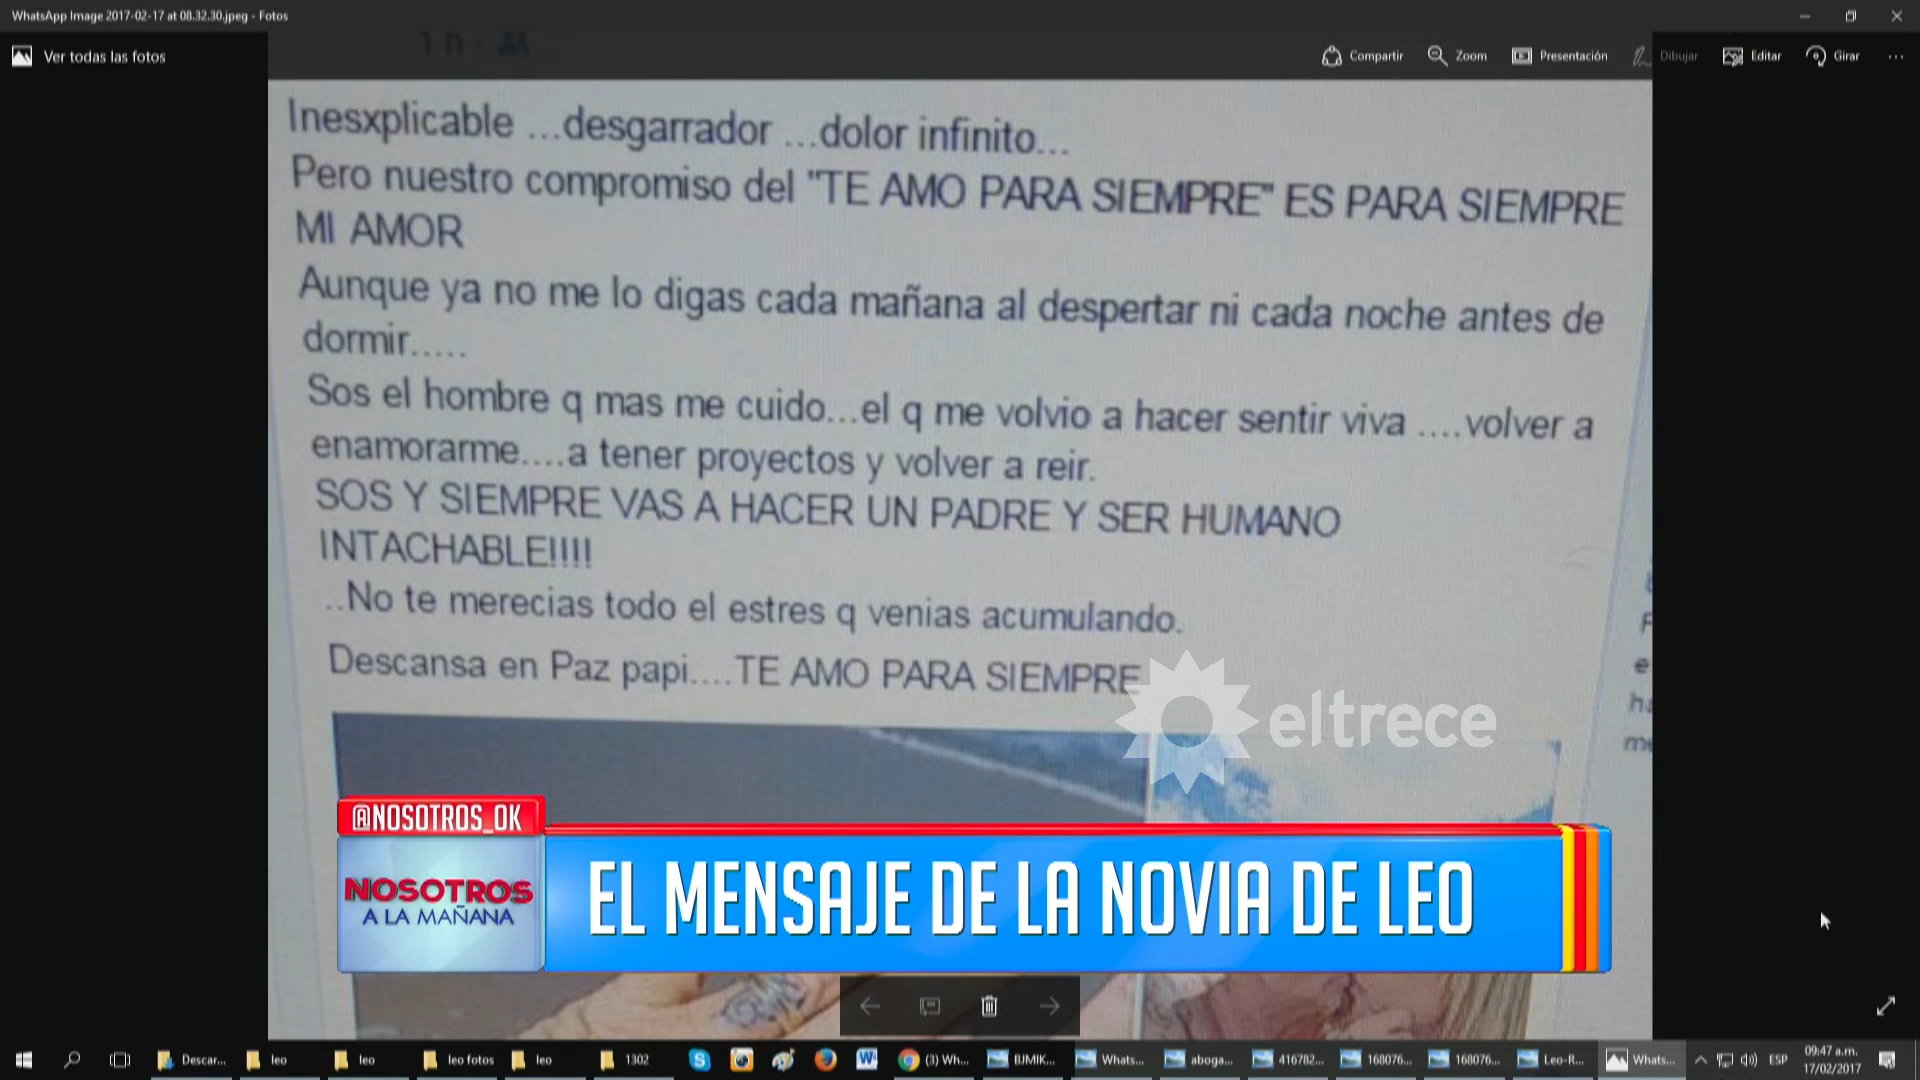 WhatsApp Image 2017-02-17 at 08.32.30.jpeg - Fotos
Ver todas las fotos
1 h ·
Compartir
Zoom
Presentación
Dibujar
Editar
Girar
Inesxplicable ...desgarrador ...dolor infinito...
Pero nuestro compromiso del "TE AMO PARA SIEMPRE" ES PARA SIEMPRE
MI AMOR
Aunque ya no me lo digas cada mañana al despertar ni cada noche antes de
dormir.....
Sos el hombre q mas me cuido...el q me volvio a hacer sentir viva ....volver a
enamorarme....a tener proyectos y volver a reir.
SOS Y SIEMPRE VAS A HACER UN PADRE Y SER HUMANO
INTACHABLE!!!!
..No te merecias todo el estres q venias acumulando.
Descansa en Paz papi....TE AMO PARA SIEMPRE
eltrece
@NOSOTROS_OK
NOSOTROS
A LA MAÑANA
EL MENSAJE DE LA NOVIA DE LEO
Descar...
leo
leo
leo fotos
leo
1302
(3) Wh...
BJMIK...
Whats...
aboga...
416782...
168076...
168076...
Leo-R...
Whats...
ESP
09:47 a.m.
17/02/2017